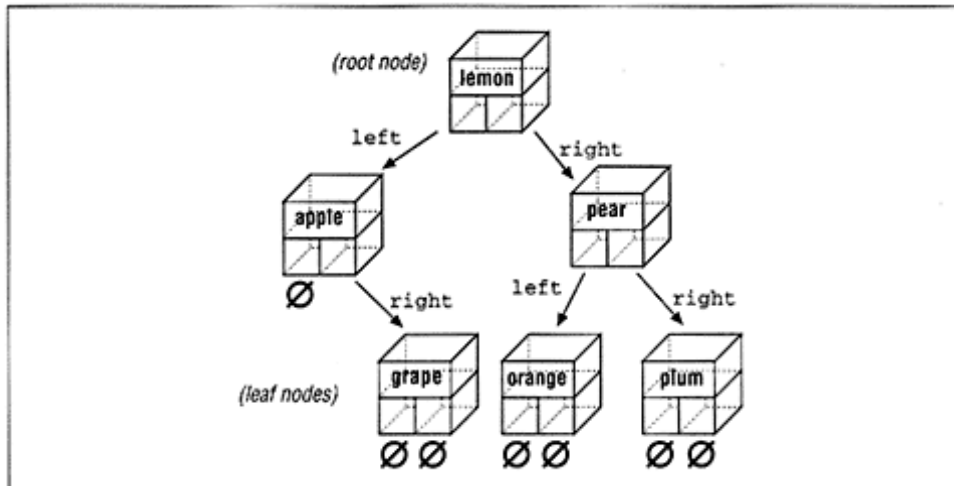 (root node)
lemon
left
right
apple
pear
Ø
right
left
right
grape
orange
plum
(leaf nodes)
Ø Ø
Ø Ø
Ø Ø